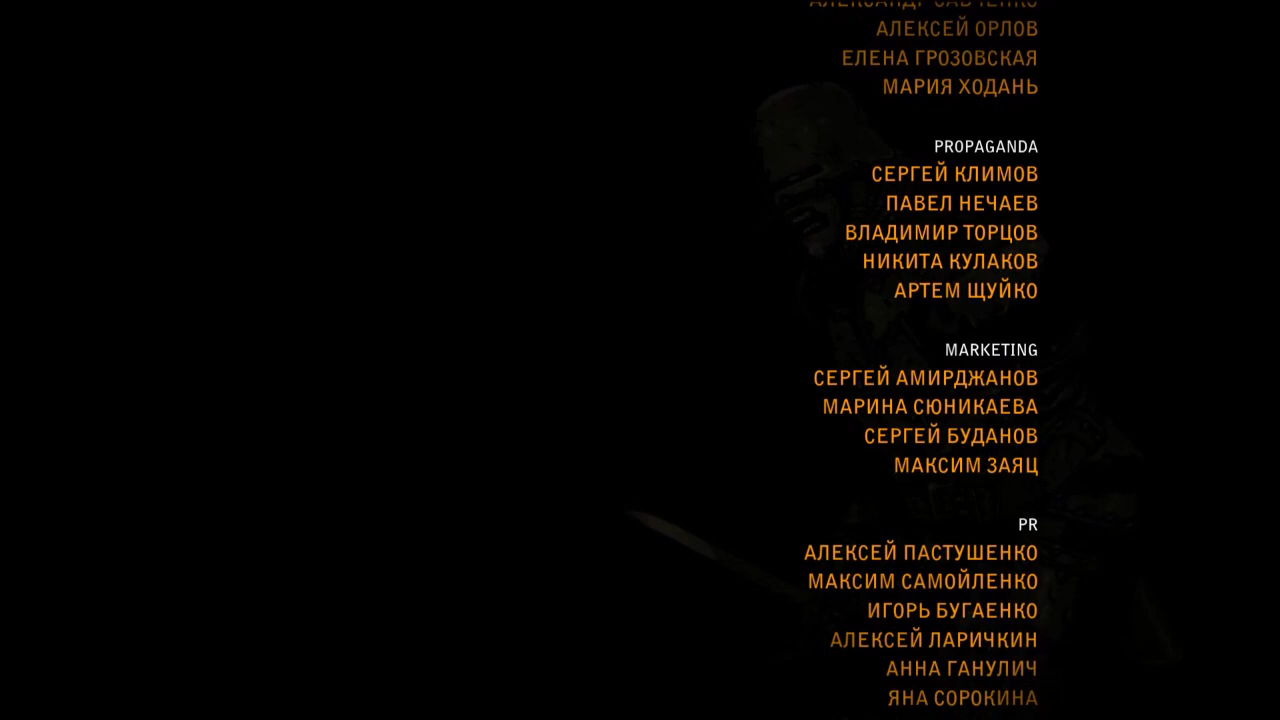 АЛЕКСЕЙ ОРЛОВ
ЕЛЕНА ГРОЗОВСКАЯ
МАРИЯ ХОДАНЬ
PROPAGANDA
СЕРГЕЙ КЛИМОВ
ПАВЕЛ НЕЧАЕВ
ВЛАДИМИР ТОРЦОВ
НИКИТА КУЛАКОВ
АРТЕМ ЩУЙКО
MARKETING
СЕРГЕЙ АМИРДЖАНОВ
МАРИНА СЮНИКАЕВА
СЕРГЕЙ БУДАНОВ
МАКСИМ ЗАЯЦ
PR
АЛЕКСЕЙ ПАСТУШЕНКО
МАКСИМ САМОЙЛЕНКО
ИГОРЬ БУГАЕНКО
АЛЕКСЕЙ ЛАРИЧКИН
АННА ГАНУЛИЧ
ЯНА СОРОКИНА